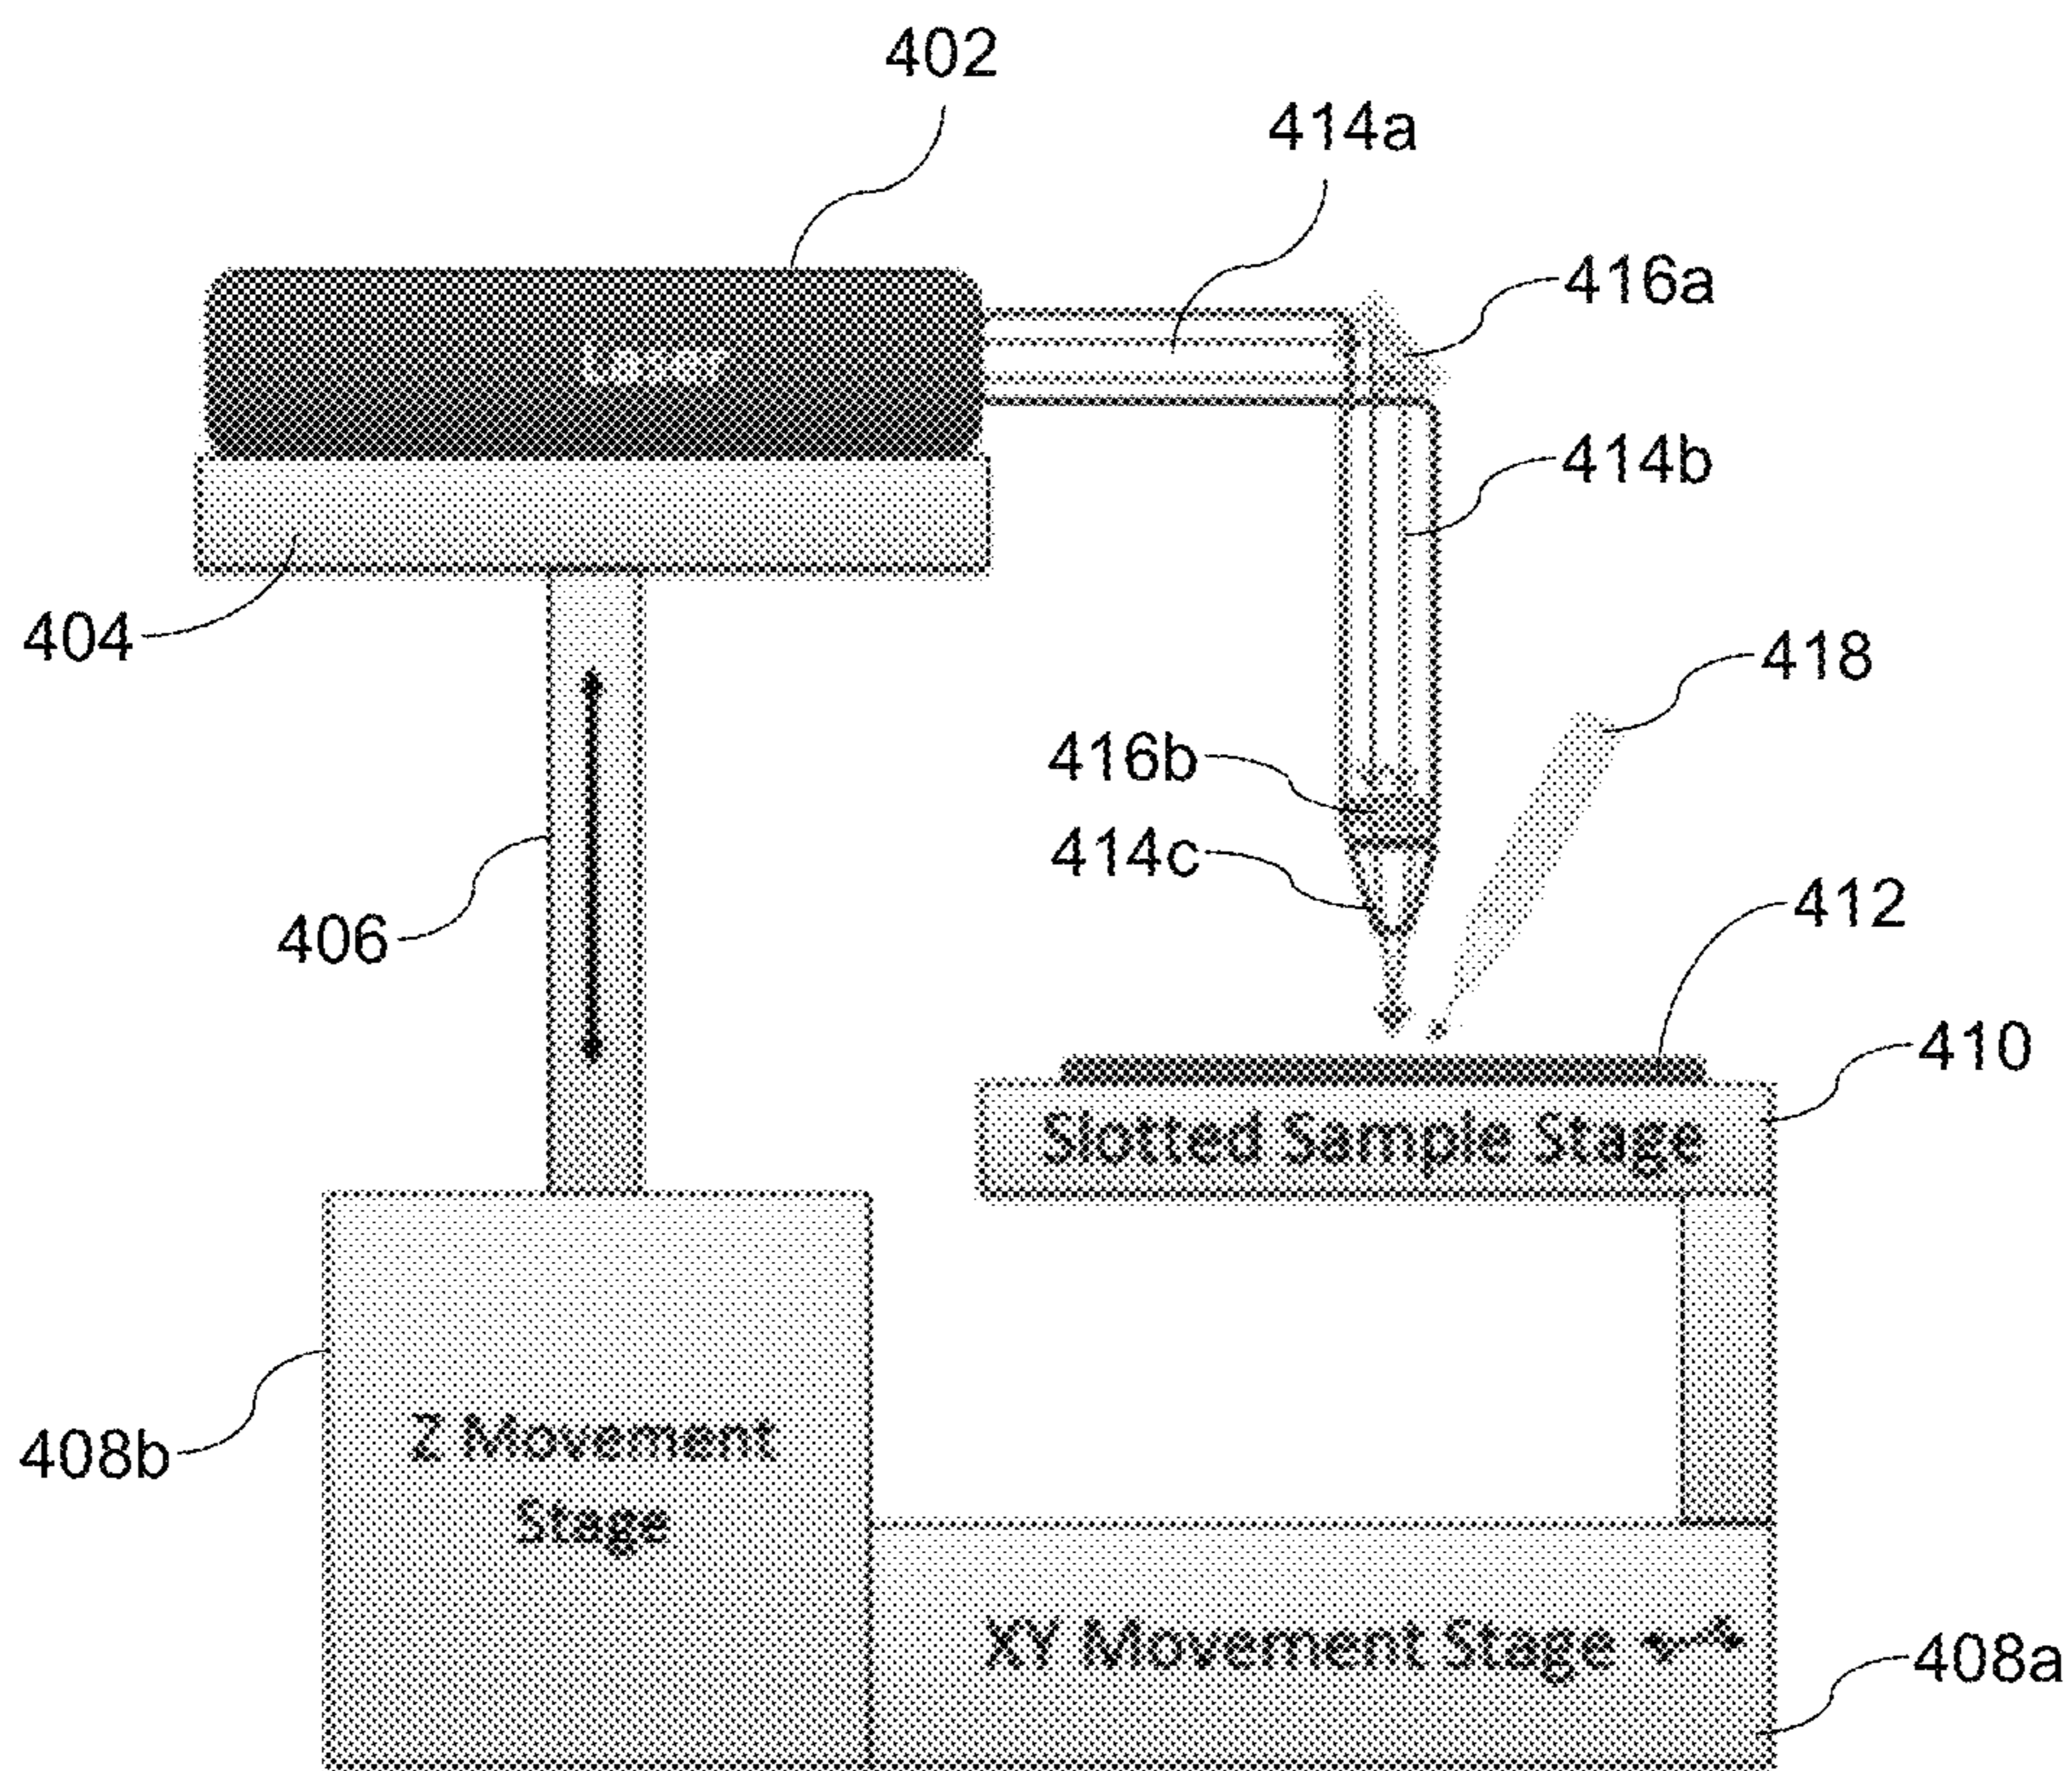 402
414a
416a
Laser
414b
404
418
416b
414c
412
406
410
Slotted Sample Stage
Z Movement
Stage
408b
XY Movement Stage
408a